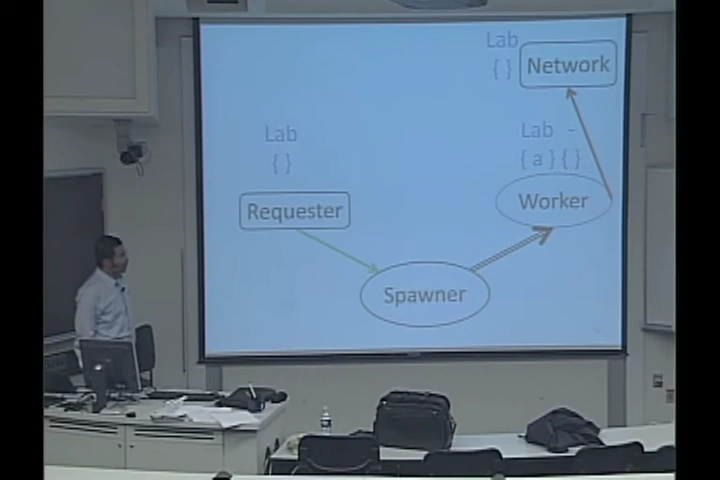 Lab
{ } Network
Lab
Lab -
{ }
{ a } { }
Requester
Worker
Spawner